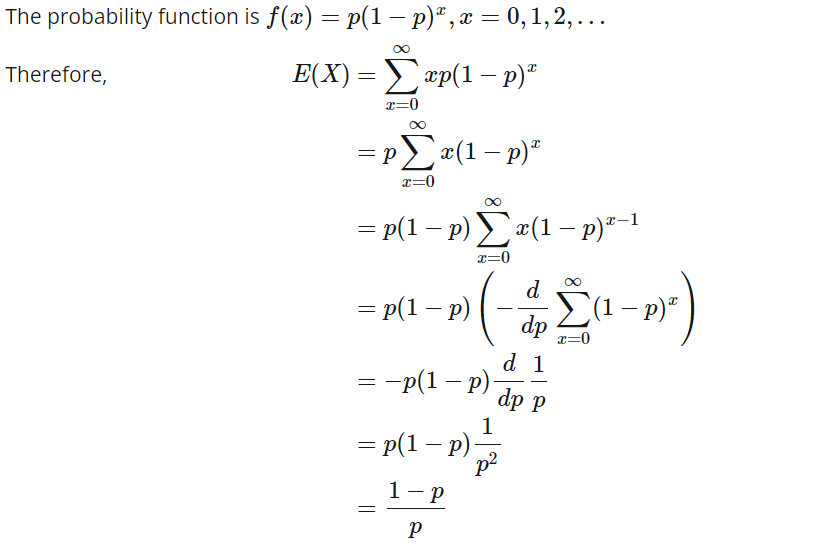 The probability function is f(x) = p(1 − p)^x, x = 0, 1, 2, …
Therefore, E(X) = ∑_{x=0}^{∞} xp(1 − p)^x
= p ∑_{x=0}^{∞} x(1 − p)^x
= p(1 − p) ∑_{x=0}^{∞} x(1 − p)^{x−1}
= p(1 − p) (− d/dp ∑_{x=0}^{∞} (1 − p)^x)
= −p(1 − p) d/dp 1/p
= p(1 − p) 1/p^2
= (1 − p)/p